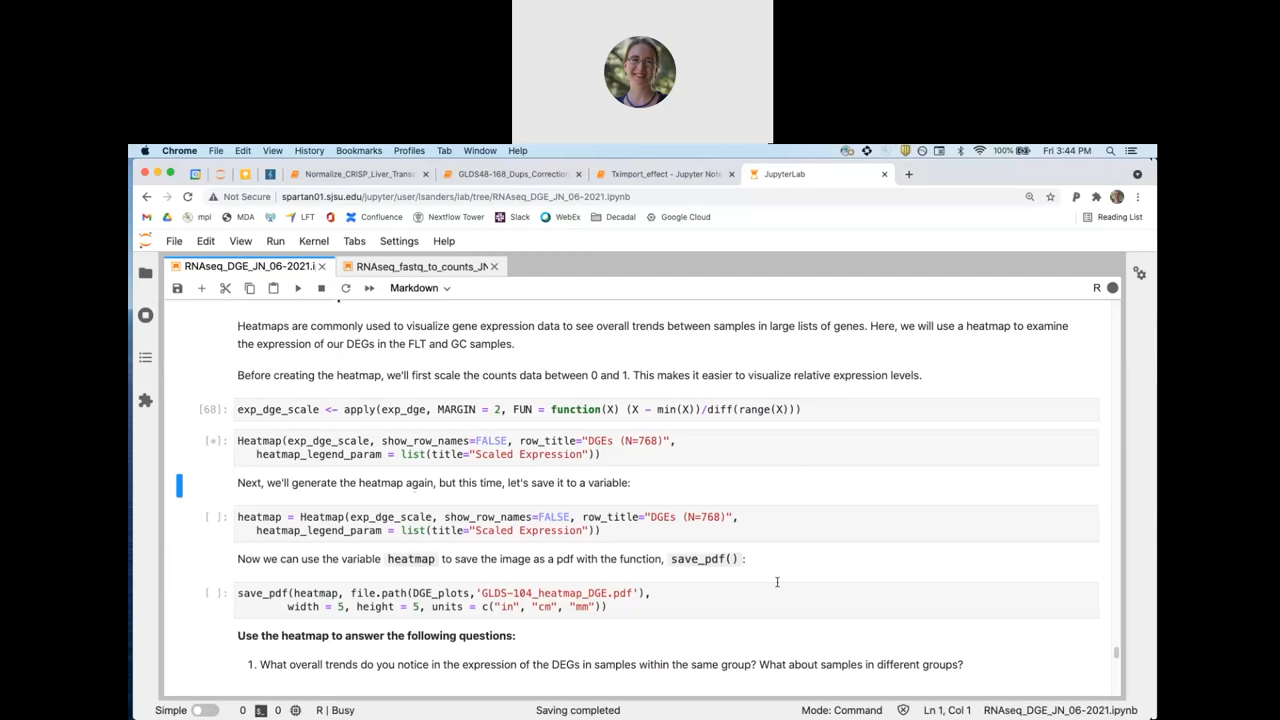 Chrome File Edit View History Bookmarks Profiles Tab Window Help 100% Fri 3:44 PM
Normalize_CRISP_Liver_Transc GLDS48-168_Dups_Correction Tximport_effect - Jupyter Note JupyterLab
Not Secure spartan01.sjsu.edu/jupyter/user/lsanders/lab/tree/RNAseq_DGE_JN_06-2021.ipynb
mpl MDA LFT Confluence Nextflow Tower Slack WebEx Decadal Google Cloud Reading List
File Edit View Run Kernel Tabs Settings Help
RNAseq_DGE_JN_06-2021.i RNAseq_fastq_to_counts_JN
Markdown R
Heatmaps are commonly used to visualize gene expression data to see overall trends between samples in large lists of genes. Here, we will use a heatmap to examine
the expression of our DEGs in the FLT and GC samples.
Before creating the heatmap, we'll first scale the counts data between 0 and 1. This makes it easier to visualize relative expression levels.
[68]: exp_dge_scale <- apply(exp_dge, MARGIN = 2, FUN = function(X) (X - min(X))/diff(range(X)))
[*]: Heatmap(exp_dge_scale, show_row_names=FALSE, row_title="DGEs (N=768)",
heatmap_legend_param = list(title="Scaled Expression"))
Next, we'll generate the heatmap again, but this time, let's save it to a variable:
[ ]: heatmap = Heatmap(exp_dge_scale, show_row_names=FALSE, row_title="DGEs (N=768)",
heatmap_legend_param = list(title="Scaled Expression"))
Now we can use the variable heatmap to save the image as a pdf with the function, save_pdf() :
[ ]: save_pdf(heatmap, file.path(DGE_plots,'GLDS-104_heatmap_DGE.pdf'),
width = 5, height = 5, units = c("in", "cm", "mm"))
Use the heatmap to answer the following questions:
1. What overall trends do you notice in the expression of the DEGs in samples within the same group? What about samples in different groups?
Simple 0 0 R | Busy Saving completed Mode: Command Ln 1, Col 1 RNAseq_DGE_JN_06-2021.ipynb